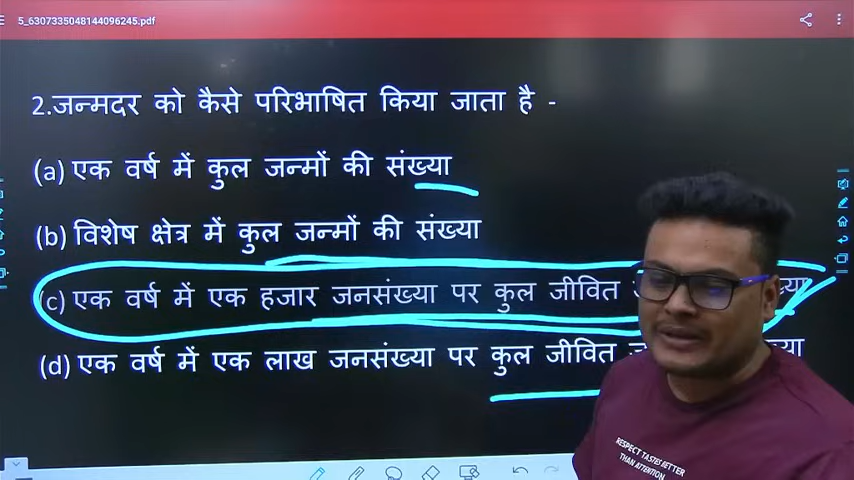 5_6307335048144096245.pdf
2.जन्मदर को कैसे परिभाषित किया जाता है -
(a) एक वर्ष में कुल जन्मों की संख्या
(b) विशेष क्षेत्र में कुल जन्मों की संख्या
(c) एक वर्ष में एक हजार जनसंख्या पर कुल जीवित
(d) एक वर्ष में एक लाख जनसंख्या पर कुल जीवित
RESPECT TASTES BETTER
THAN ATTENTION